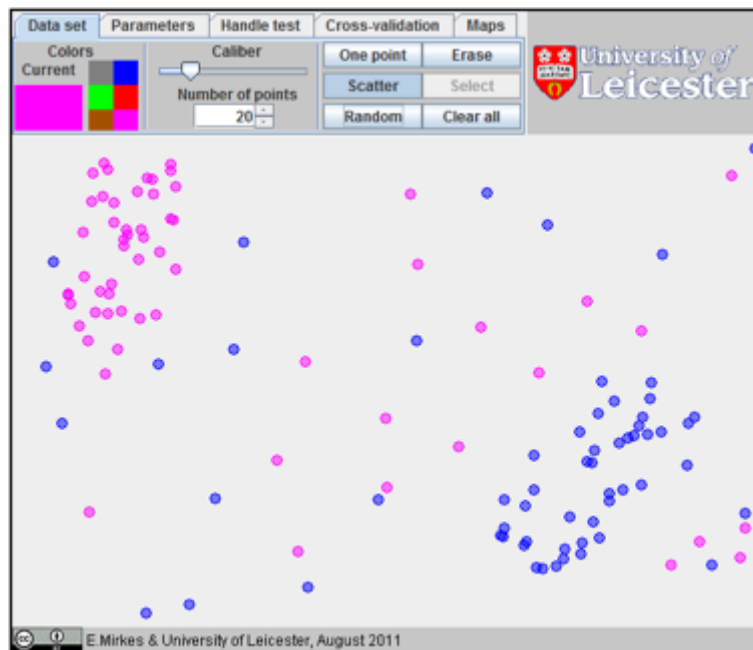 Data set Parameters Handle test Cross-validation Maps
Colors
Current
Caliber
Number of points
20
One point Erase
Scatter Select
Random Clear all
University of
Leicester
cc
E.Mirkes & University of Leicester, August 2011